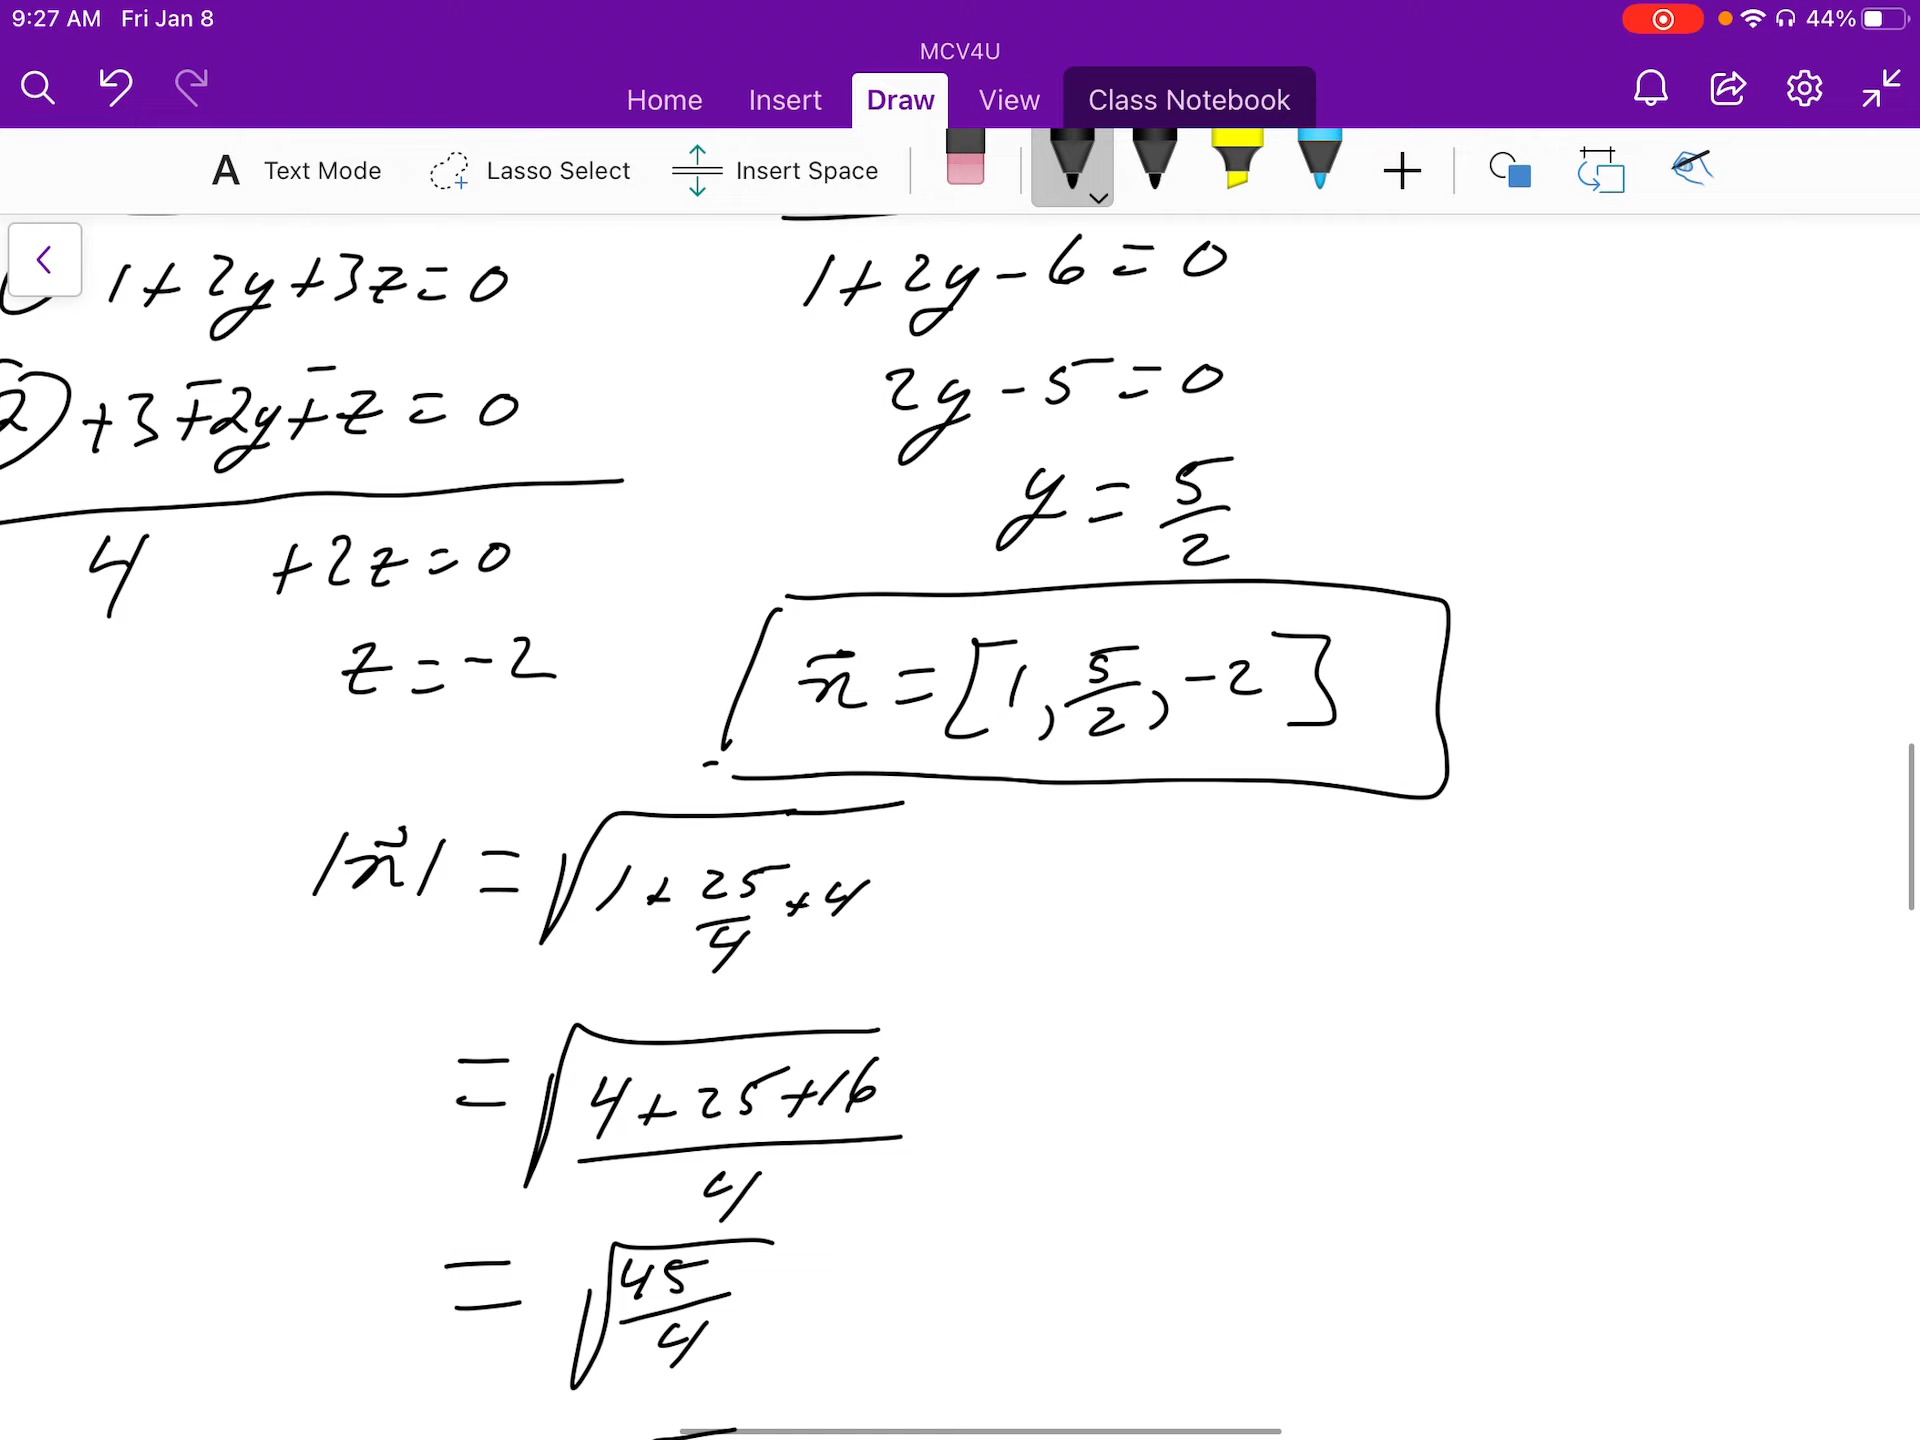 9:27 AM Fri Jan 8 44%
MCV4U
Home Insert Draw View Class Notebook
A Text Mode Lasso Select Insert Space
1 + 2y + 3z = 0
2 + 3 + -2y + -z = 0
4 + 2z = 0
z = -2
1 + 2y - 6 = 0
2y - 5 = 0
y = 5/2
n⃗ = [1, 5/2, -2]
|n⃗| = √(1 + 25/4 + 4)
= √((4 + 25 + 16)/4)
= √(45/4)